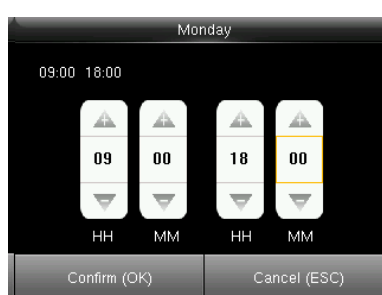 Monday
09:00 18:00
09 00 18 00
HH MM HH MM
Confirm (OK) Cancel (ESC)